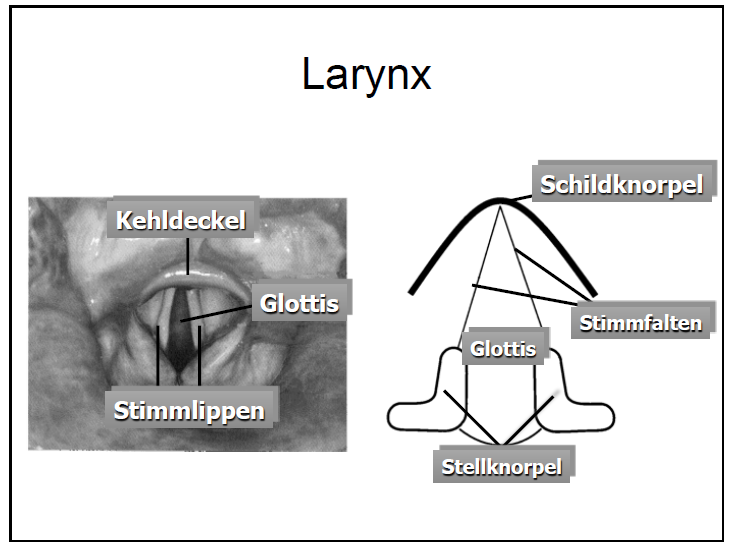 Larynx
Kehldeckel
Glottis
Stimmlippen
Schildknorpel
Stimmfalten
Glottis
Stellknorpel